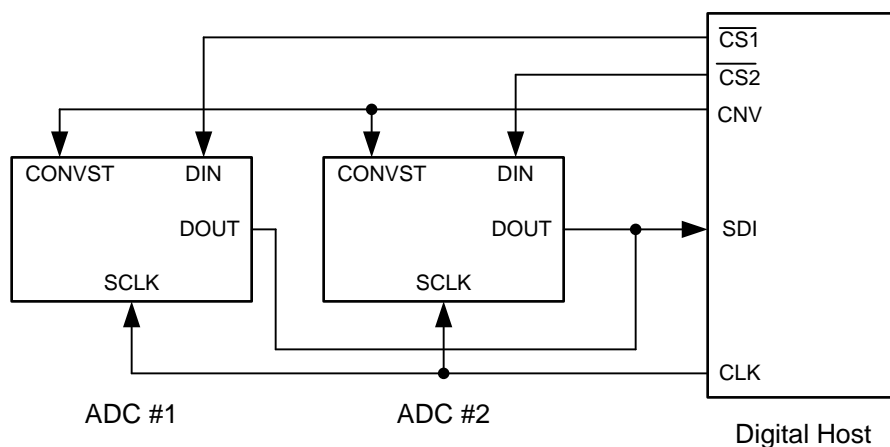 CS1
CS2
CNV
CONVST DIN
CONVST DIN
DOUT
DOUT
SDI
SCLK
SCLK
CLK
ADC #1
ADC #2
Digital Host